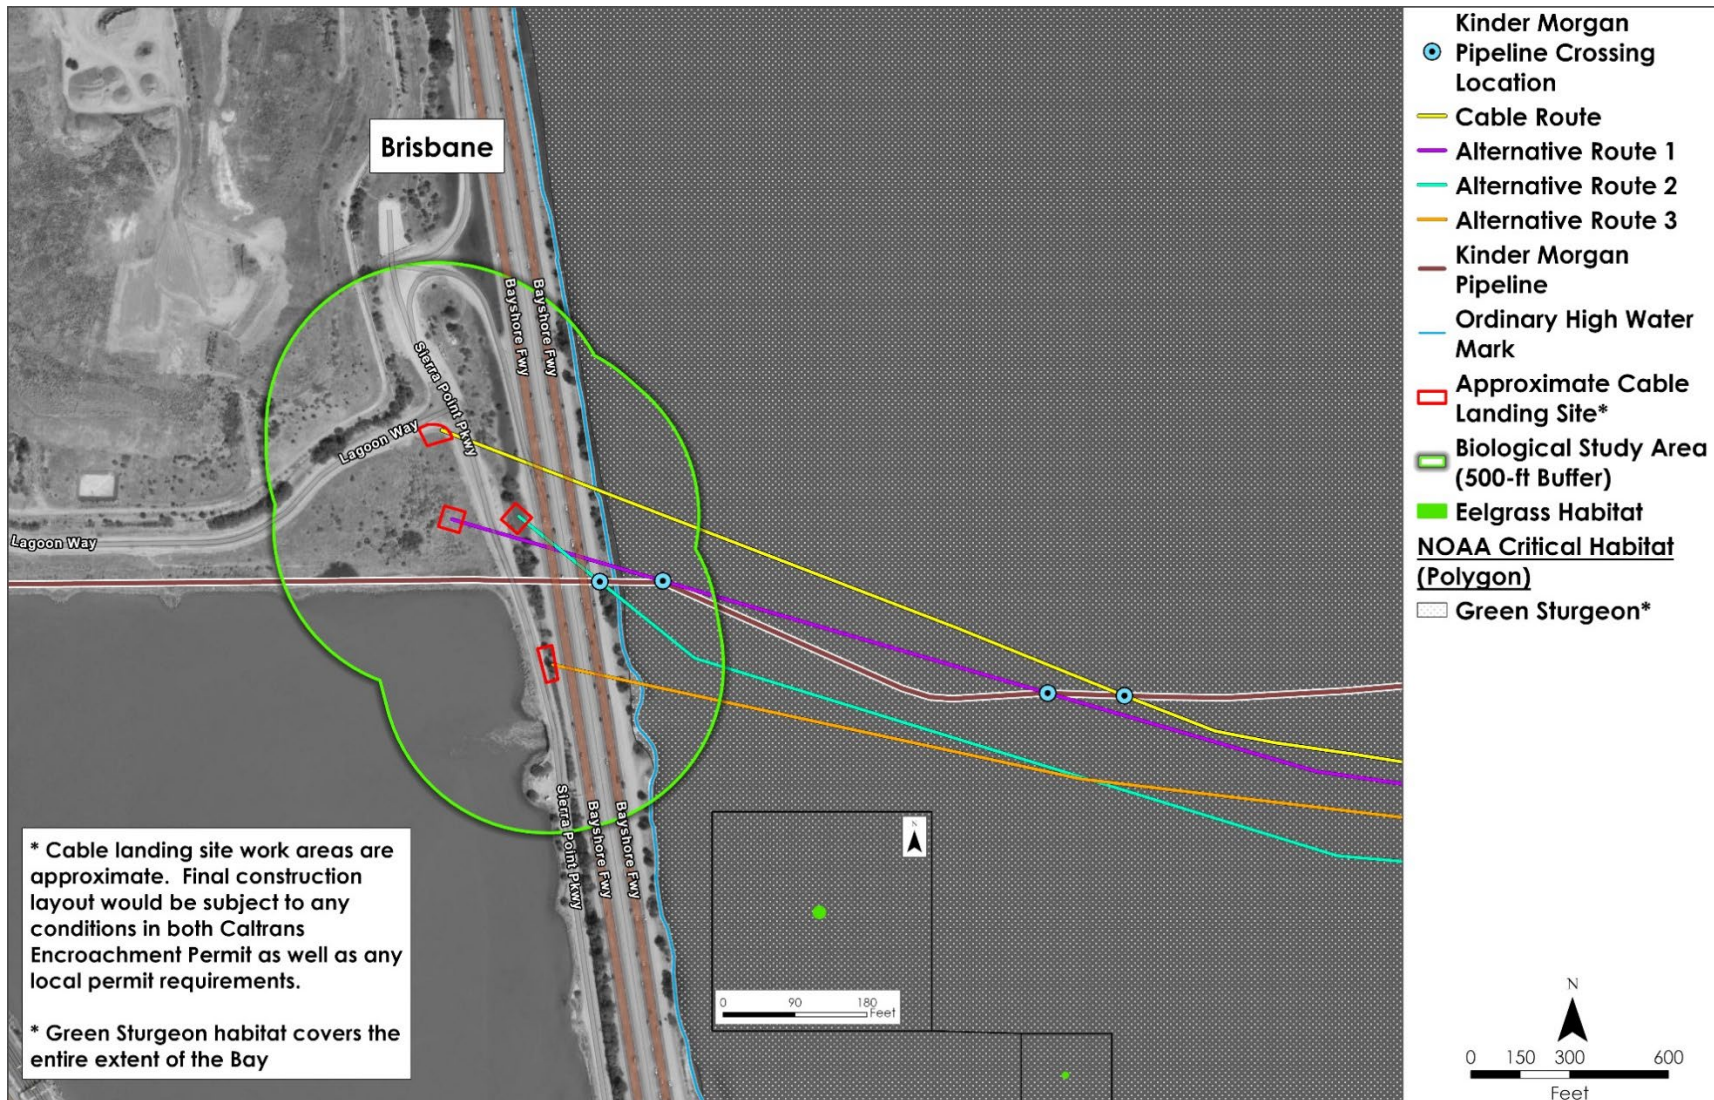 Brisbane
Bayshore Fwy
Bayshore Fwy
Sierra Point Pkwy
Lagoon Way
Lagoon Way
Sierra Point Pkwy
Bayshore Fwy
Bayshore Fwy
* Cable landing site work areas are
approximate. Final construction
layout would be subject to any
conditions in both Caltrans
Encroachment Permit as well as any
local permit requirements.
* Green Sturgeon habitat covers the
entire extent of the Bay
N
0 90 180
Feet
Kinder Morgan
Pipeline Crossing
Location
Cable Route
Alternative Route 1
Alternative Route 2
Alternative Route 3
Kinder Morgan
Pipeline
Ordinary High Water
Mark
Approximate Cable
Landing Site*
Biological Study Area
(500-ft Buffer)
Eelgrass Habitat
NOAA Critical Habitat
(Polygon)
Green Sturgeon*
N
0 150 300 600
Feet